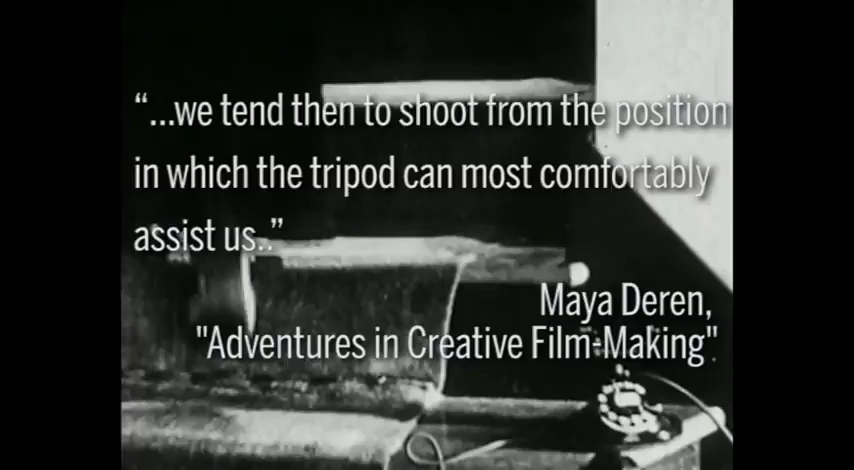 “...we tend then to shoot from the position
in which the tripod can most comfortably
assist us..”
Maya Deren,
"Adventures in Creative Film-Making"